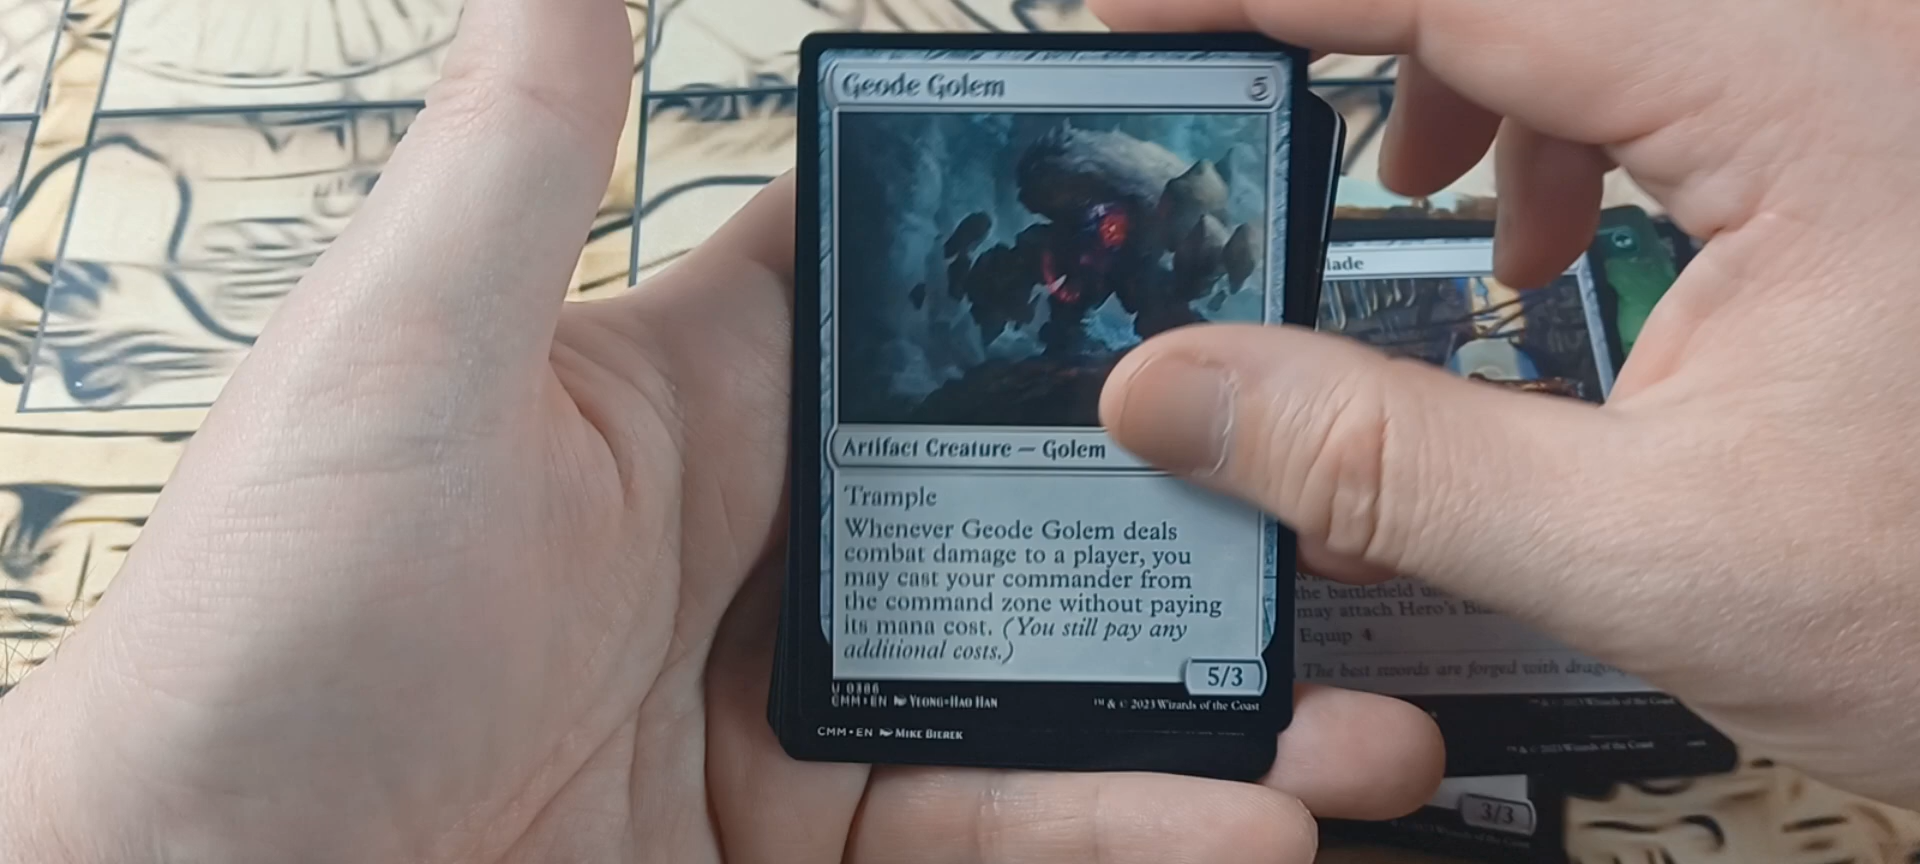 Geode Golem
5
Artifact Creature — Golem
Trample
Whenever Geode Golem deals
combat damage to a player, you
may cast your commander from
the command zone without paying
its mana cost. (You still pay any
additional costs.)
5/3
U 0386
CMM • EN Yeong-Hao Han
™ & © 2023 Wizards of the Coast
CMM • EN Mike Bierek
lade
the battlefield
may attach Hero's
Equip 4
The best swords are forged with
3/3